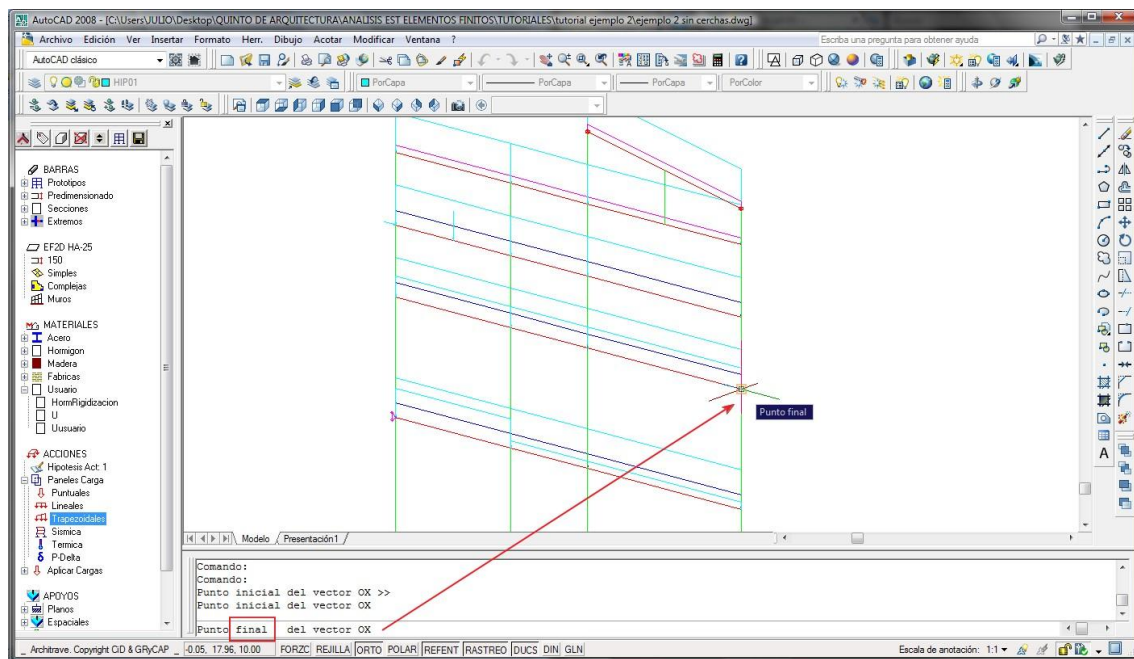 AutoCAD 2008 - [C:\Users\JULIO\Desktop\QUINTO DE ARQUITECTURA\ANALISIS EST ELEMENTOS FINITOS\TUTORIALES\tutorial ejemplo 2\ejemplo 2 sin cerchas.dwg]
Archivo Edición Ver Insertar Formato Herr. Dibujo Acotar Modificar Ventana ? Escriba una pregunta para obtener ayuda
AutoCAD clásico
HIP01 PorCapa PorCapa PorCapa PorColor
BARRAS
Prototipos
Predimensionado
Secciones
Extremos
EF2D HA-25
150
Simples
Complejas
Muros
MATERIALES
Acero
Hormigon
Madera
Fabricas
Usuario
HormRigidizacion
U
Uusuario
ACCIONES
Hipotesis Act: 1
Paneles Carga
Puntuales
Lineales
Trapezoidales
Sismica
Termica
P-Delta
Aplicar Cargas
APOYOS
Planos
Espaciales
Punto final
Modelo Presentación1
Comando:
Comando:
Punto inicial del vector OX >>
Punto inicial del vector OX
Punto final del vector OX
_ Architrave. Copyright CiD & GRyCAP _ -0.05, 17.96, 10.00 FORZC REJILLA ORTO POLAR REFENT RASTREO DUCS DIN GLN Escala de anotación: 1:1
A